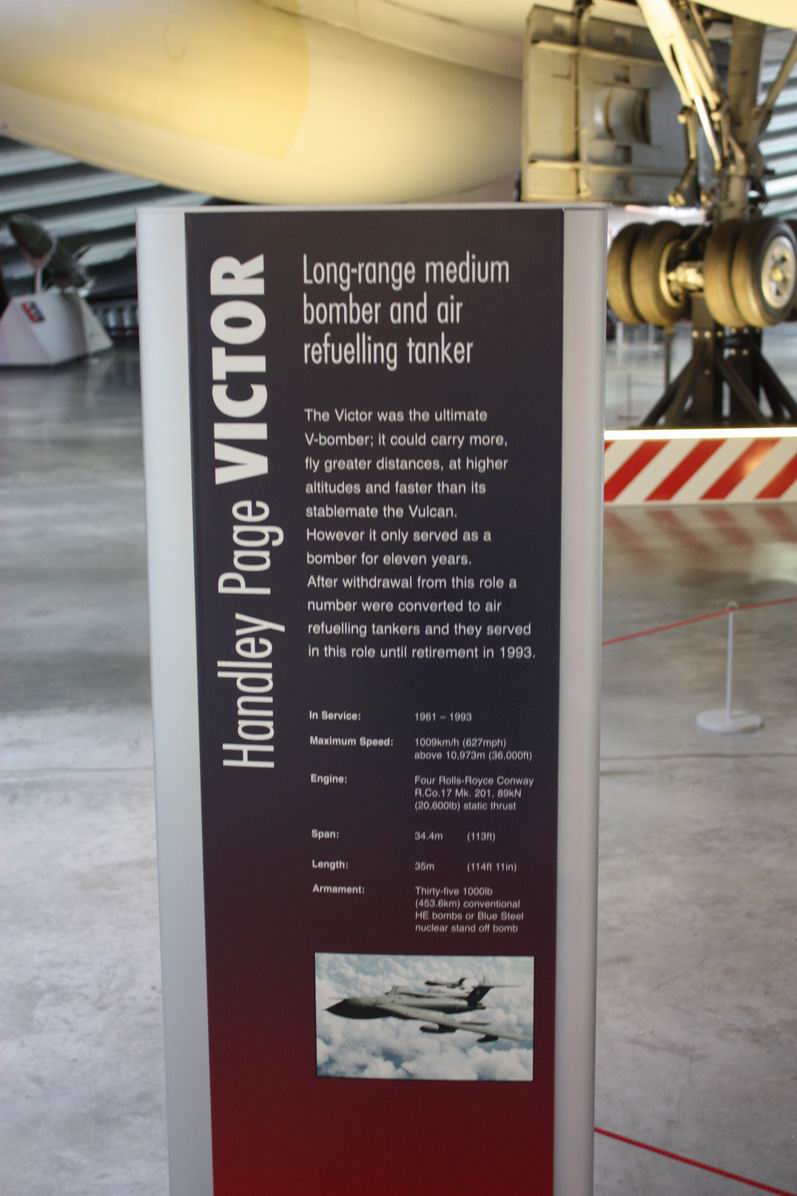 Handley Page VICTOR
Long-range medium
bomber and air
refuelling tanker
The Victor was the ultimate
V-bomber; it could carry more,
fly greater distances, at higher
altitudes and faster than its
stablemate the Vulcan.
However it only served as a
bomber for eleven years.
After withdrawal from this role a
number were converted to air
refuelling tankers and they served
in this role until retirement in 1993.
In Service: 1961 – 1993
Maximum Speed: 1009km/h (627mph)
above 10,973m (36,000ft)
Engine: Four Rolls-Royce Conway
R.Co.17 Mk. 201, 89kN
(20,600lb) static thrust
Span: 34.4m (113ft)
Length: 35m (114ft 11in)
Armament: Thirty-five 1000lb
(453.6km) conventional
HE bombs or Blue Steel
nuclear stand off bomb